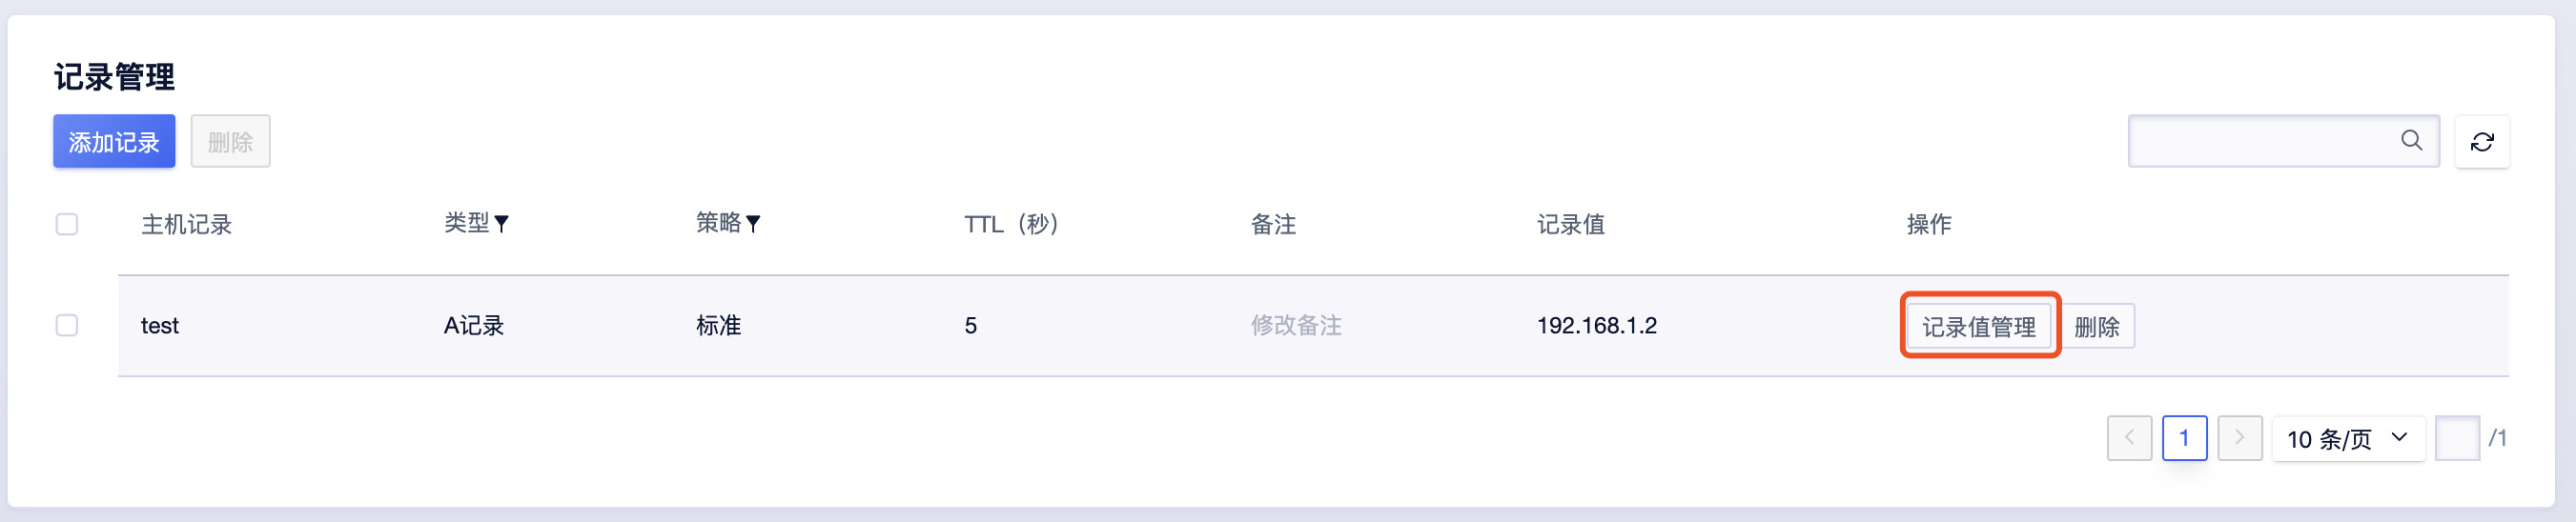 记录管理
添加记录 删除
主机记录 类型 策略 TTL（秒） 备注 记录值 操作
test A记录 标准 5 修改备注 192.168.1.2 记录值管理 删除
1 10 条/页 /1